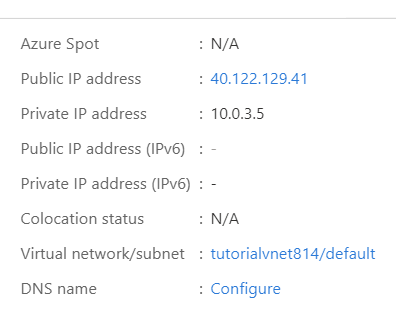 Azure Spot : N/A
Public IP address : 40.122.129.41
Private IP address : 10.0.3.5
Public IP address (IPv6) : -
Private IP address (IPv6) : -
Colocation status : N/A
Virtual network/subnet : tutorialvnet814/default
DNS name : Configure